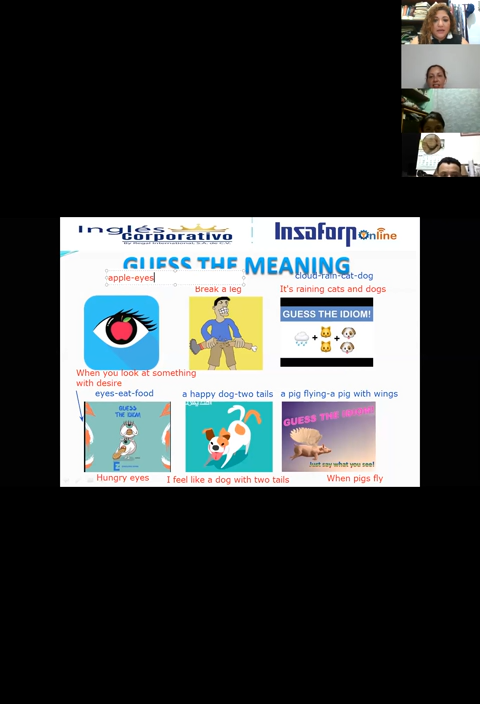 Inglés Corporativo
Insaforp Online
GUESS THE MEANING
apple-eyes
cloud-rain-cat-dog
Break a leg
It's raining cats and dogs
GUESS THE IDIOM!
When you look at something
with desire
eyes-eat-food
a happy dog-two tails
a pig flying-a pig with wings
GUESS
THE IDIOM
GUESS THE IDIOM
Just say what you see!
Hungry eyes
I feel like a dog with two tails
When pigs fly